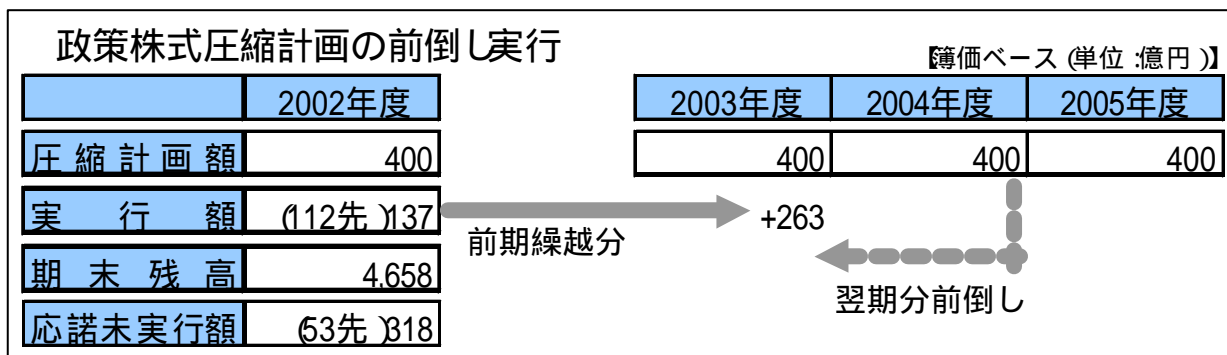 政策株式圧縮計画の前倒し実行
【簿価ベース (単位 :億円 )】
2002年度 2003年度 2004年度 2005年度
圧縮計画額 400 400 400 400
実行額 (112先 )137 +263
前期繰越分
期末残高 4,658
翌期分前倒し
応諾未実行額 (53先 )318